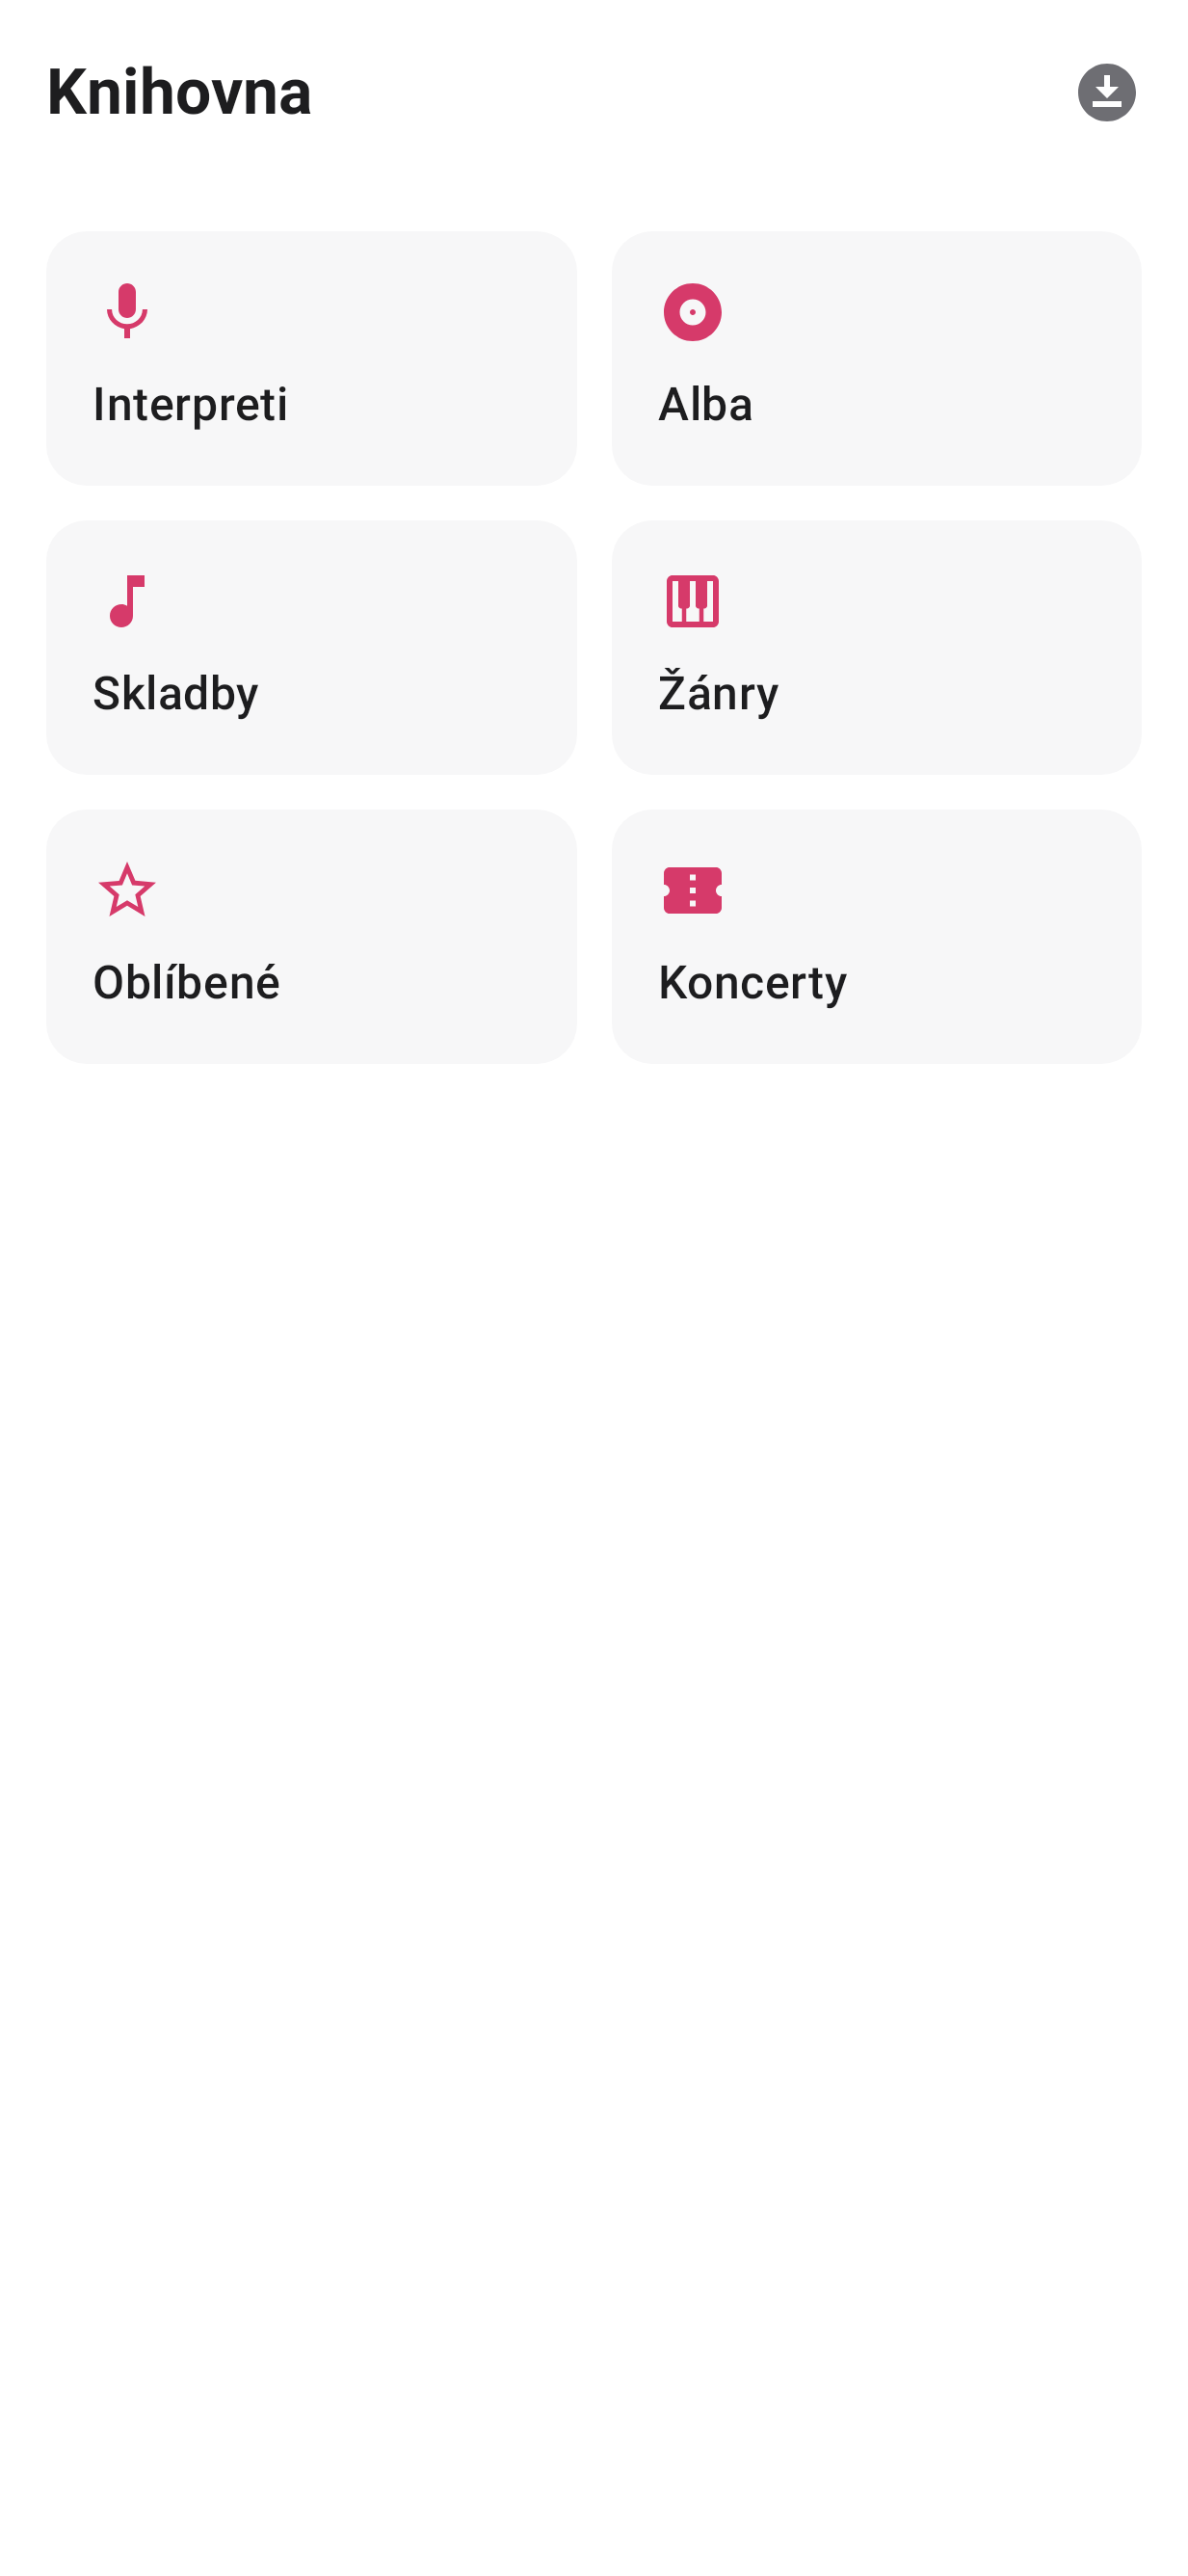 Knihovna
Interpreti
Alba
Skladby
Žánry
Oblíbené
Koncerty